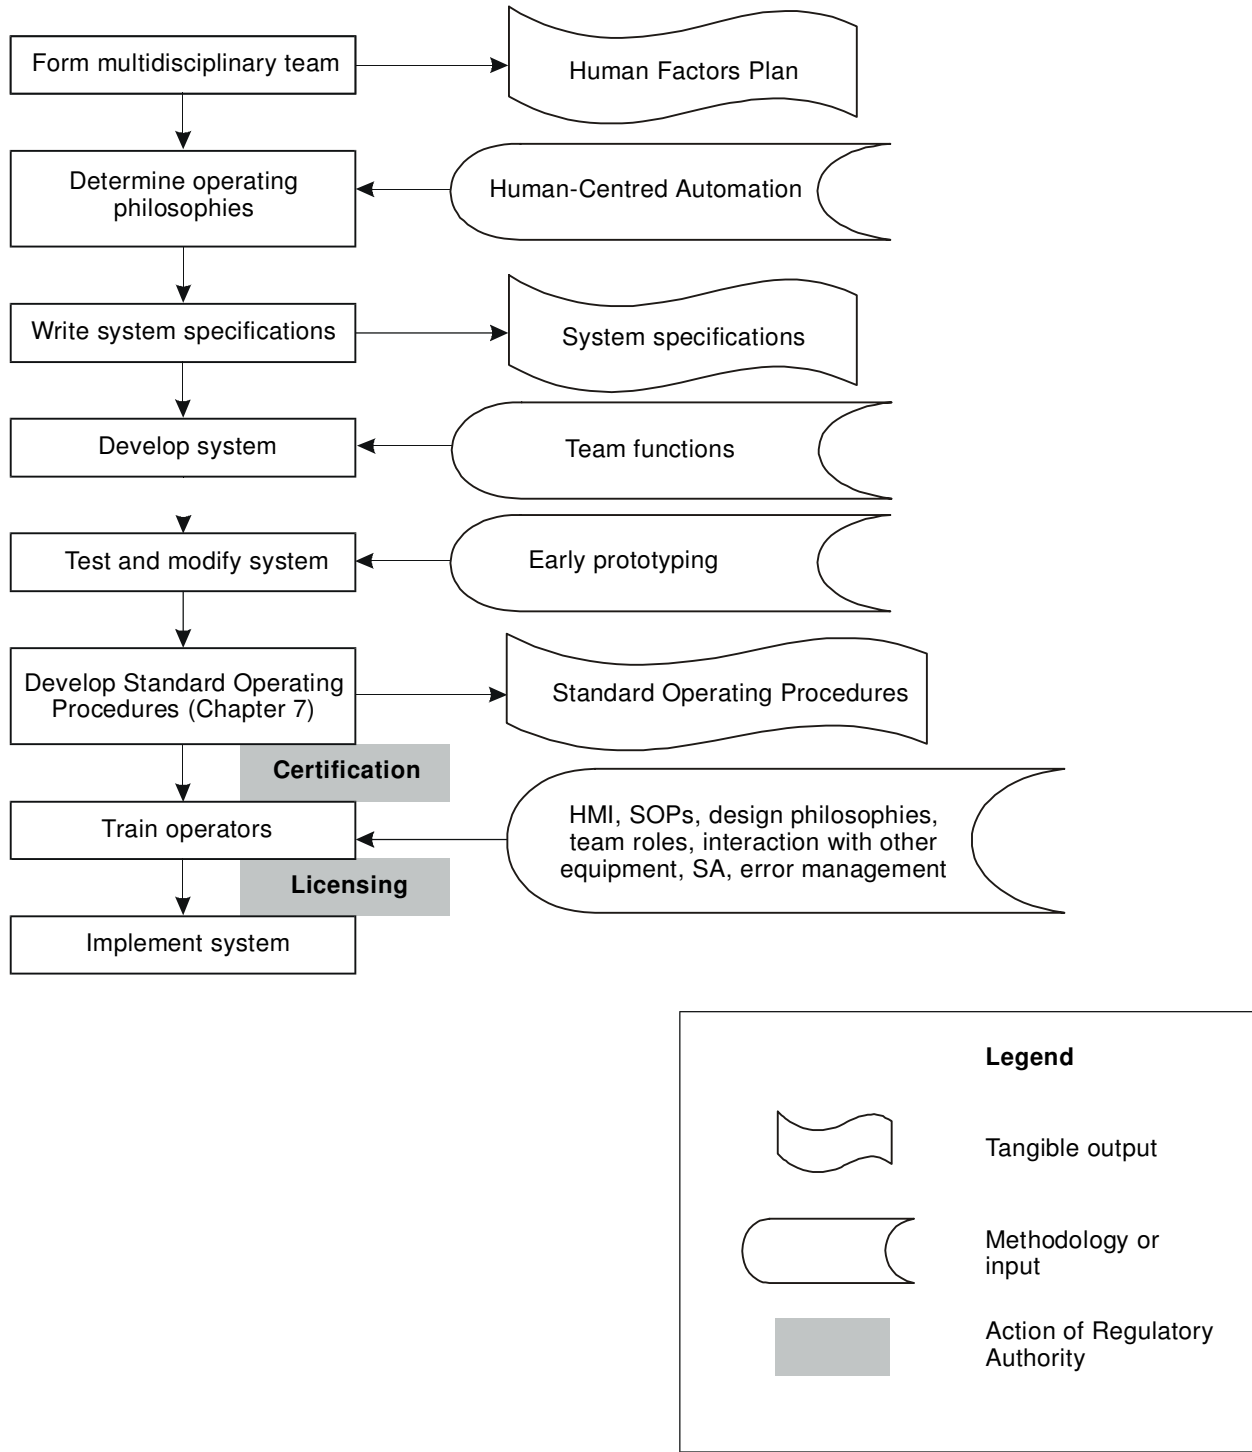 Form multidisciplinary team
Human Factors Plan
Determine operating
philosophies
Human-Centred Automation
Write system specifications
System specifications
Develop system
Team functions
Test and modify system
Early prototyping
Develop Standard Operating
Procedures (Chapter 7)
Standard Operating Procedures
Certification
Train operators
HMI, SOPs, design philosophies,
team roles, interaction with other
equipment, SA, error management
Licensing
Implement system
Legend
Tangible output
Methodology or
input
Action of Regulatory
Authority